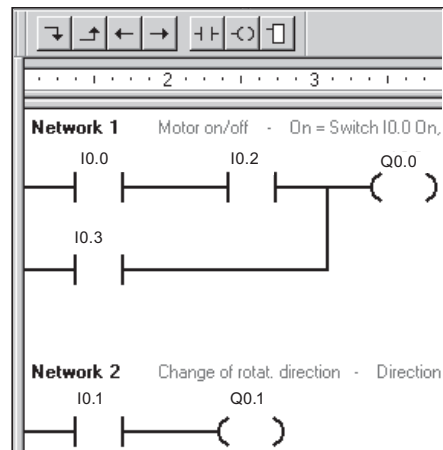 2 3
Network 1 Motor on/off - On = Switch I0.0 On,
I0.0 I0.2 Q0.0
I0.3
Network 2 Change of rotat. direction - Direction
I0.1 Q0.1